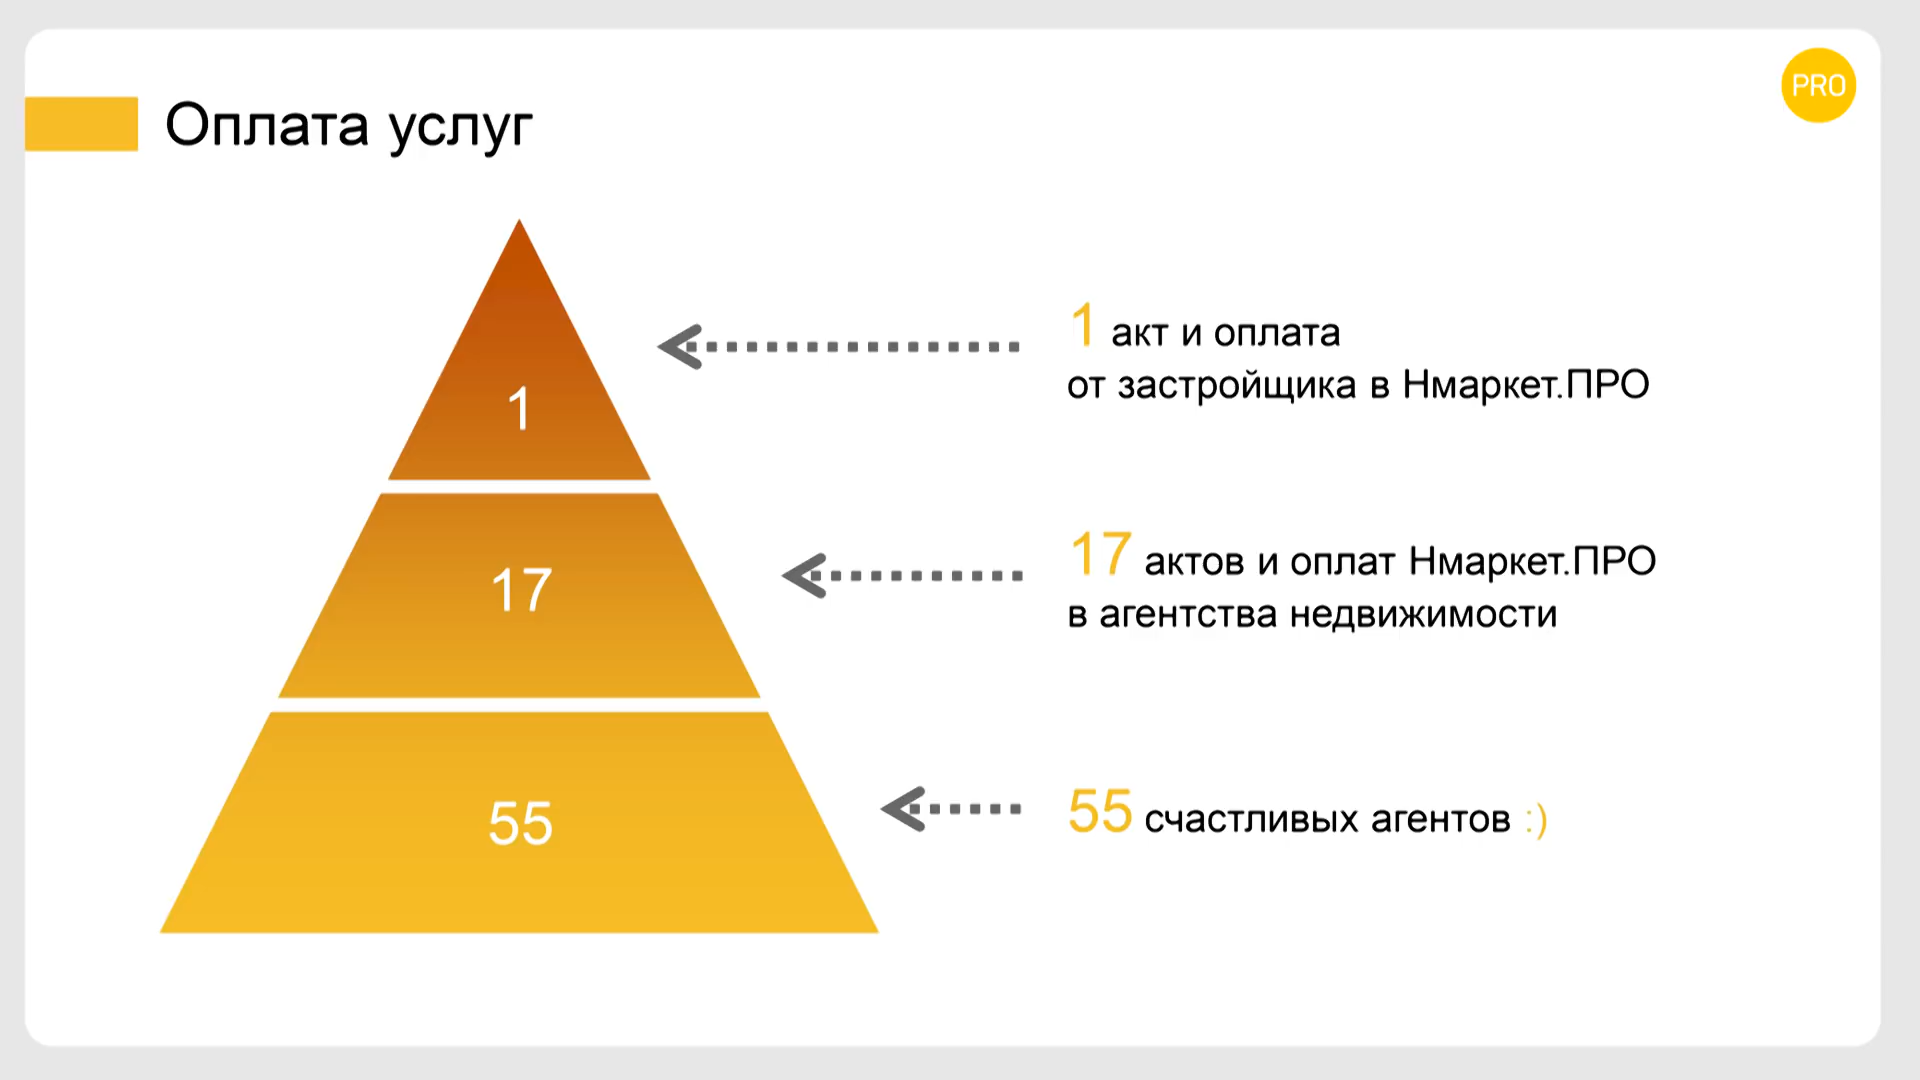 PRO
Оплата услуг
1
1 акт и оплата
от застройщика в Нмаркет.ПРО
17
17 актов и оплат Нмаркет.ПРО
в агентства недвижимости
55
55 счастливых агентов :)